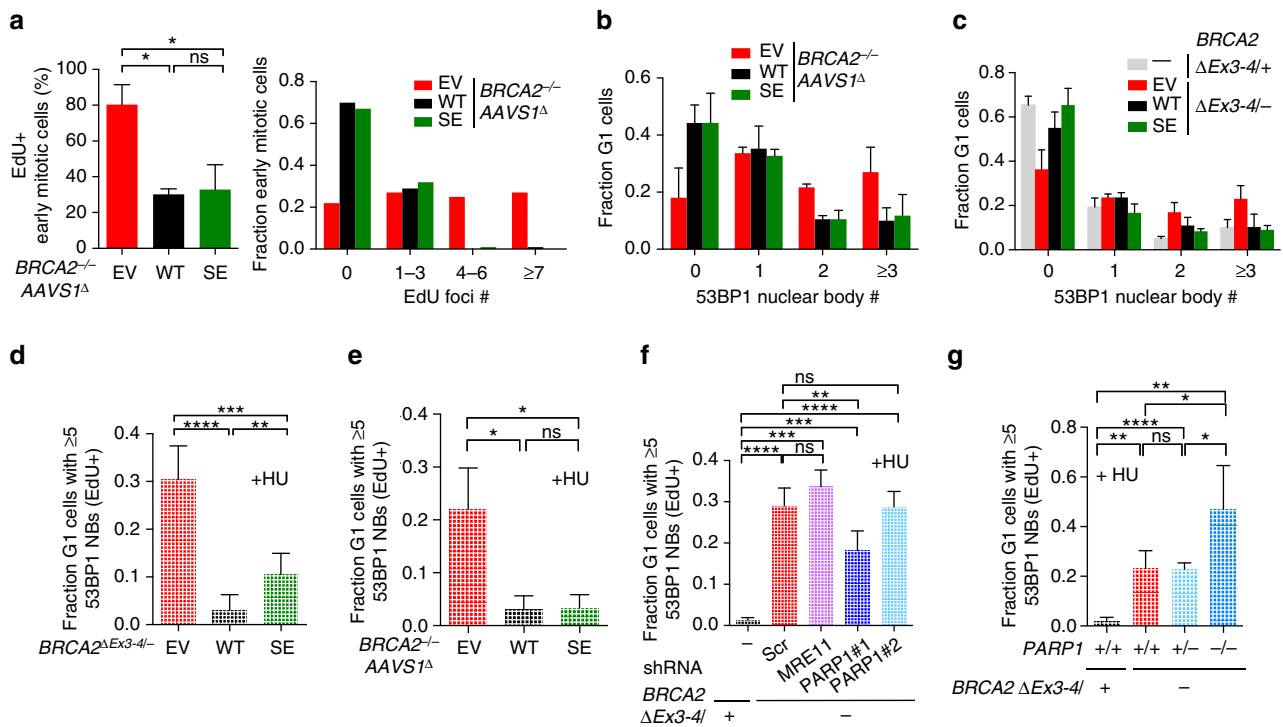 a
EdU+
early mitotic cells (%)
100
80
60
40
20
0
*
*
ns
BRCA2–/–
AAVS1Δ
EV WT SE
Fraction early mitotic cells
0.8
0.6
0.4
0.2
0.0
EV
WT
SE
BRCA2–/–
AAVS1Δ
0 1–3 4–6 ≥7
EdU foci #
b
Fraction G1 cells
0.6
0.4
0.2
0.0
EV
WT
SE
BRCA2–/–
AAVS1Δ
0 1 2 ≥3
53BP1 nuclear body #
c
Fraction G1 cells
0.8
0.6
0.4
0.2
0.0
BRCA2
— ΔEx3-4/+
EV
WT
SE
ΔEx3-4/–
0 1 2 ≥3
53BP1 nuclear body #
d
Fraction G1 cells with ≥5
53BP1 NBs (EdU+)
0.4
0.3
0.2
0.1
0.0
***
**** **
+HU
BRCA2ΔEx3-4/–
EV WT SE
e
Fraction G1 cells with ≥5
53BP1 NBs (EdU+)
0.4
0.3
0.2
0.1
0.0
*
* ns
+HU
BRCA2–/–
AAVS1Δ
EV WT SE
f
Fraction G1 cells with ≥5
53BP1 NBs (EdU+)
0.4
0.3
0.2
0.1
0.0
ns
**
****
***
***
**** ns
+HU
shRNA
– Scr MRE11 PARP1#1 PARP1#2
BRCA2
ΔEx3-4/ + –
g
Fraction G1 cells with ≥5
53BP1 NBs (EdU+)
0.8
0.6
0.4
0.2
0.0
**
*
****
** ns *
+ HU
PARP1 +/+ +/+ +/– –/–
BRCA2 ΔEx3-4/ + –